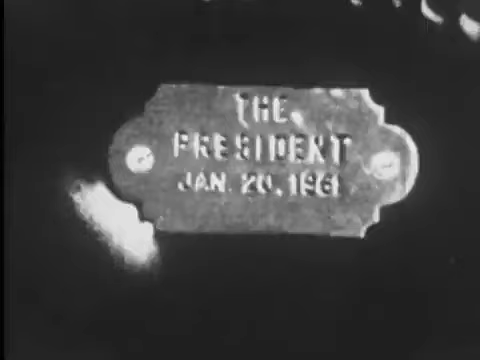 THE
PRESIDENT
JAN. 20, 1961